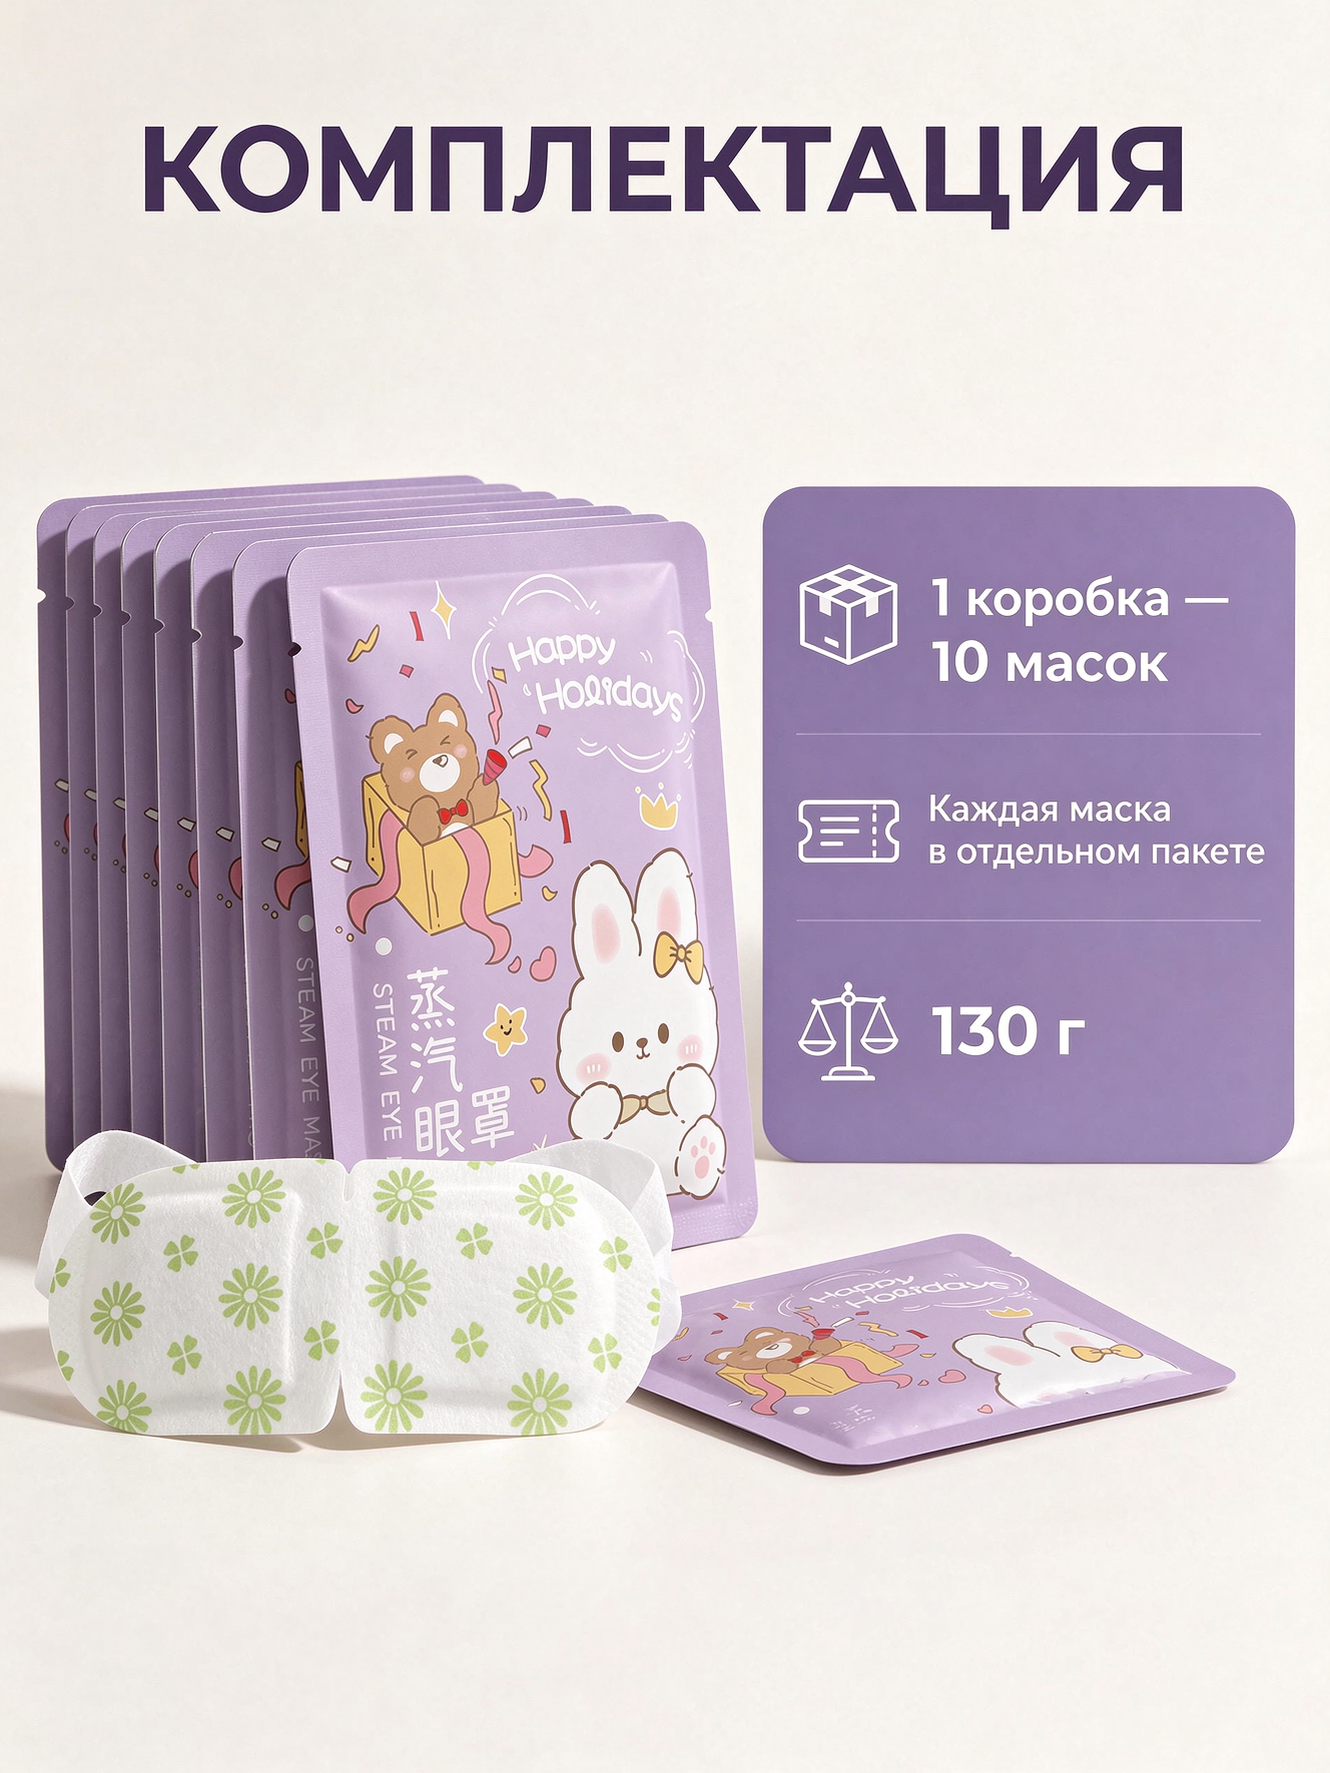 КОМПЛЕКТАЦИЯ
Happy
Holidays
蒸汽
眼罩
STEAM EYE
STEAM EYE MAS
1 коробка —
10 масок
Каждая маска
в отдельном пакете
130 г
Happy
Holidays